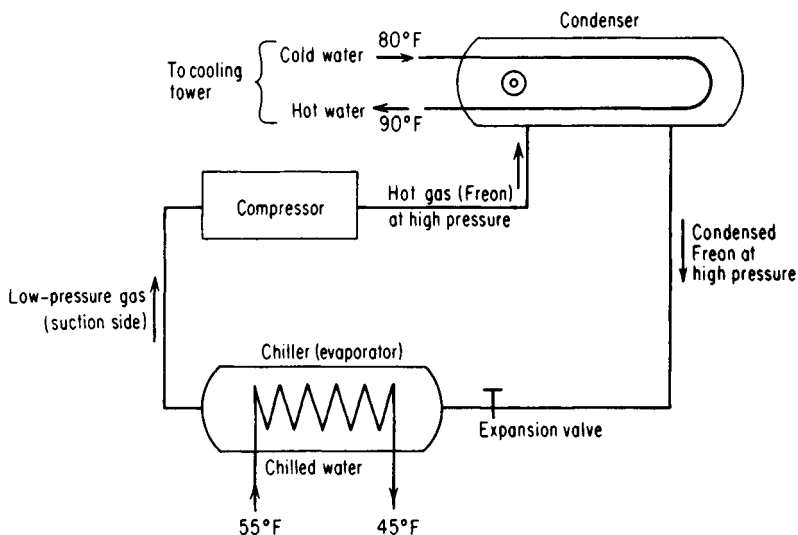 Condenser
80°F
Cold water
To cooling
tower
Hot water
90°F
Compressor
Hot gas (Freon)
at high pressure
Condensed
Freon at
high pressure
Low-pressure gas
(suction side)
Chiller (evaporator)
Expansion valve
Chilled water
55°F
45°F